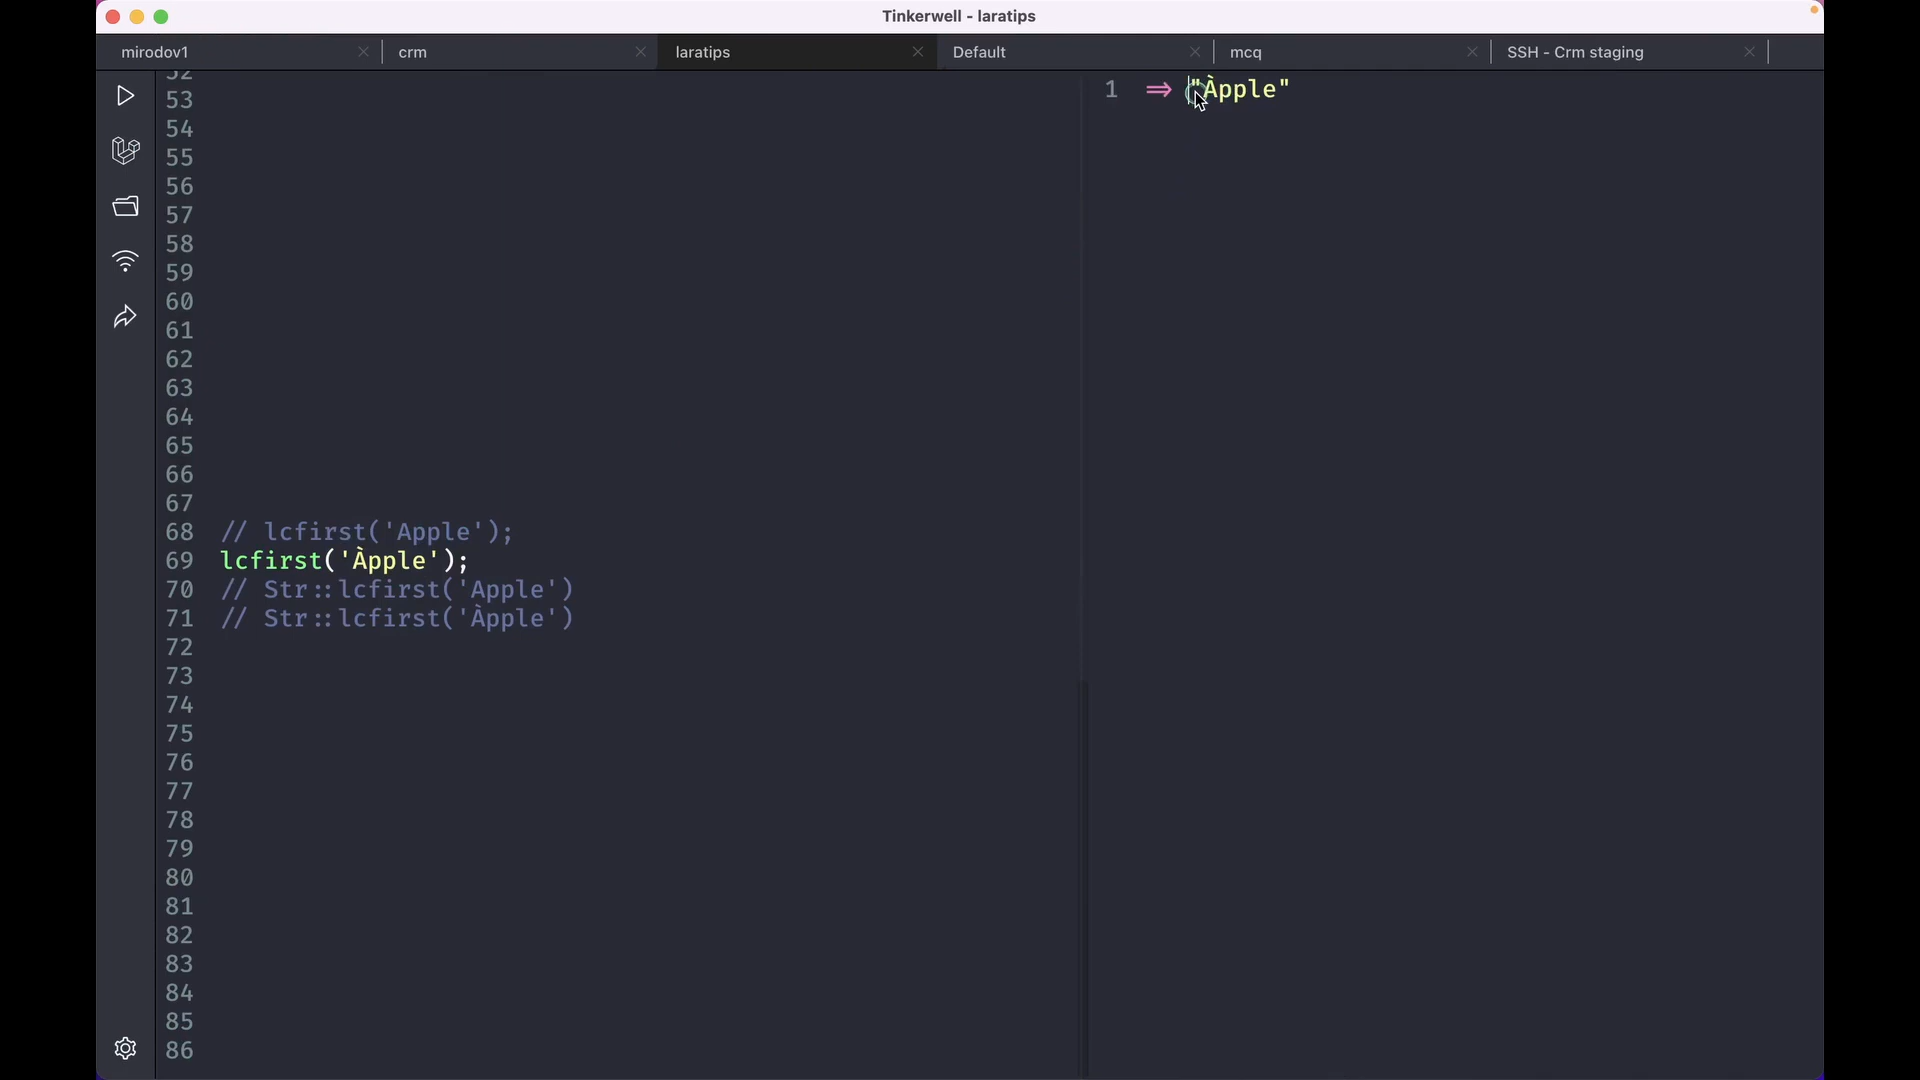 Tinkerwell - laratips
mirodov1
crm
laratips
Default
mcq
SSH - Crm staging
52
53
54
55
56
57
58
59
60
61
62
63
64
65
66
67
68 // lcfirst('Apple');
69 lcfirst('Àpple');
70 // Str::lcfirst('Apple')
71 // Str::lcfirst('Àpple')
72
73
74
75
76
77
78
79
80
81
82
83
84
85
86
1 => "Àpple"